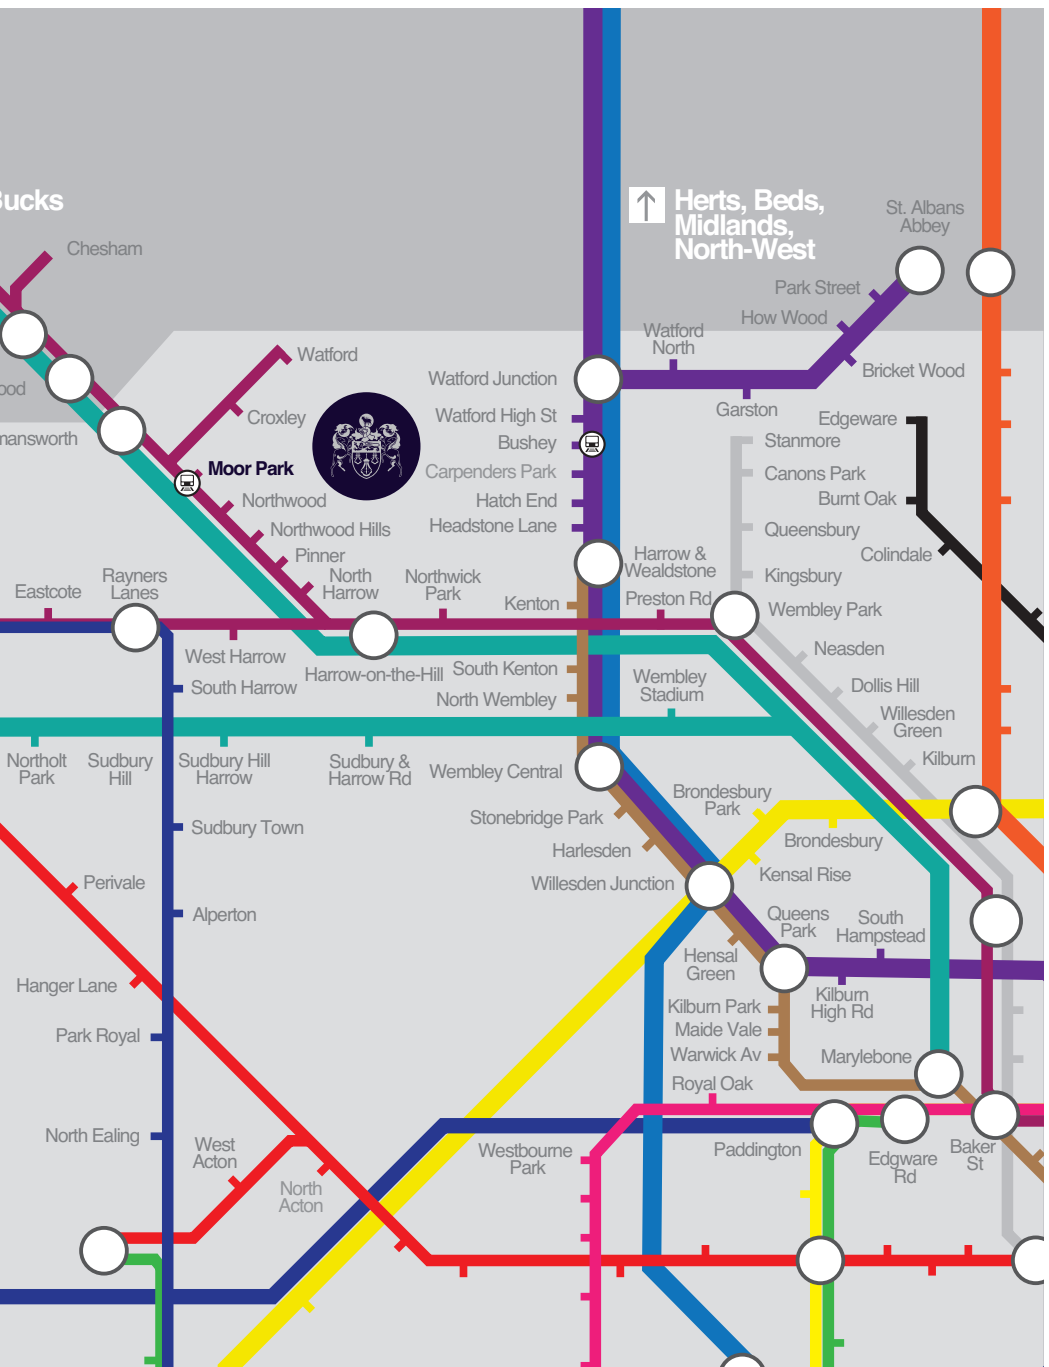 Bucks
Herts, Beds,
Midlands,
North-West
St. Albans
Abbey
Chesham
Park Street
How Wood
Watford
North
Watford
Bricket Wood
Watford Junction
Garston
Croxley
Watford High St
Edgeware
Bushey
Stanmore
Moor Park
Carpenders Park
Canons Park
Northwood
Hatch End
Burnt Oak
Northwood Hills
Headstone Lane
Queensbury
Pinner
Harrow &
Wealdstone
Colindale
Rayners
Lanes
North
Harrow
Northwick
Park
Kingsbury
Eastcote
Kenton
Preston Rd
Wembley Park
West Harrow
Neasden
South Harrow
Harrow-on-the-Hill
South Kenton
Wembley
Stadium
Dollis Hill
North Wembley
Willesden
Green
Northolt
Park
Sudbury
Hill
Sudbury Hill
Harrow
Sudbury &
Harrow Rd
Wembley Central
Kilburn
Brondesbury
Park
Stonebridge Park
Sudbury Town
Brondesbury
Harlesden
Perivale
Willesden Junction
Kensal Rise
Alperton
Queens
Park
South
Hampstead
Hensal
Green
Hanger Lane
Kilburn Park
Kilburn
High Rd
Park Royal
Maide Vale
Warwick Av
Marylebone
Royal Oak
North Ealing
West
Acton
Westbourne
Park
Paddington
Edgware
Rd
Baker
St
North
Acton